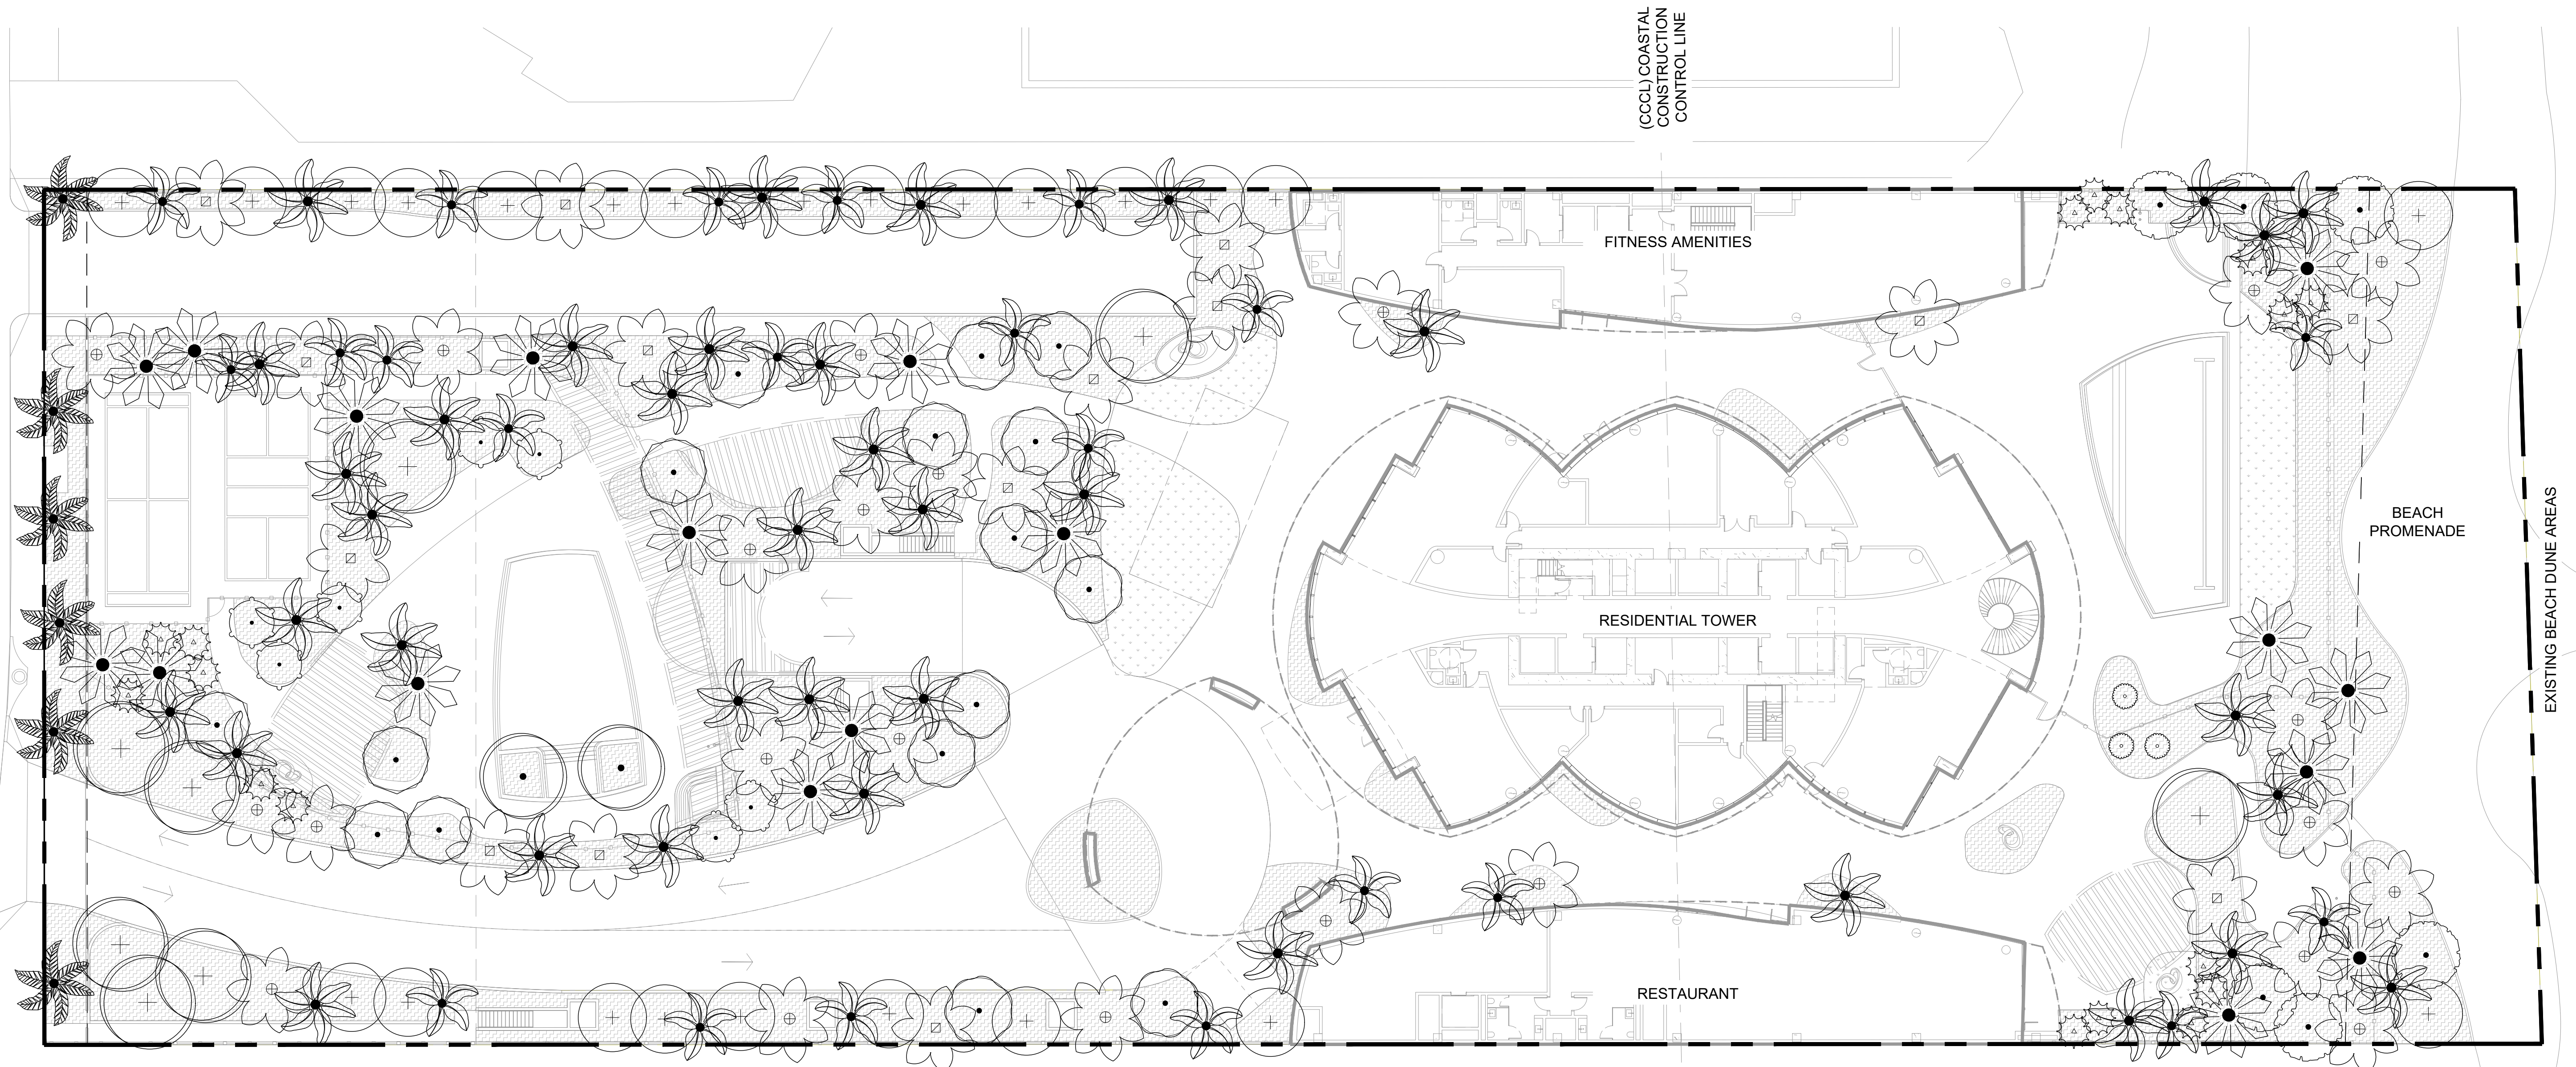 (CCCL) COASTAL
CONSTRUCTION
CONTROL LINE
FITNESS AMENITIES
BEACH
PROMENADE
EXISTING BEACH DUNE AREAS
RESIDENTIAL TOWER
RESTAURANT